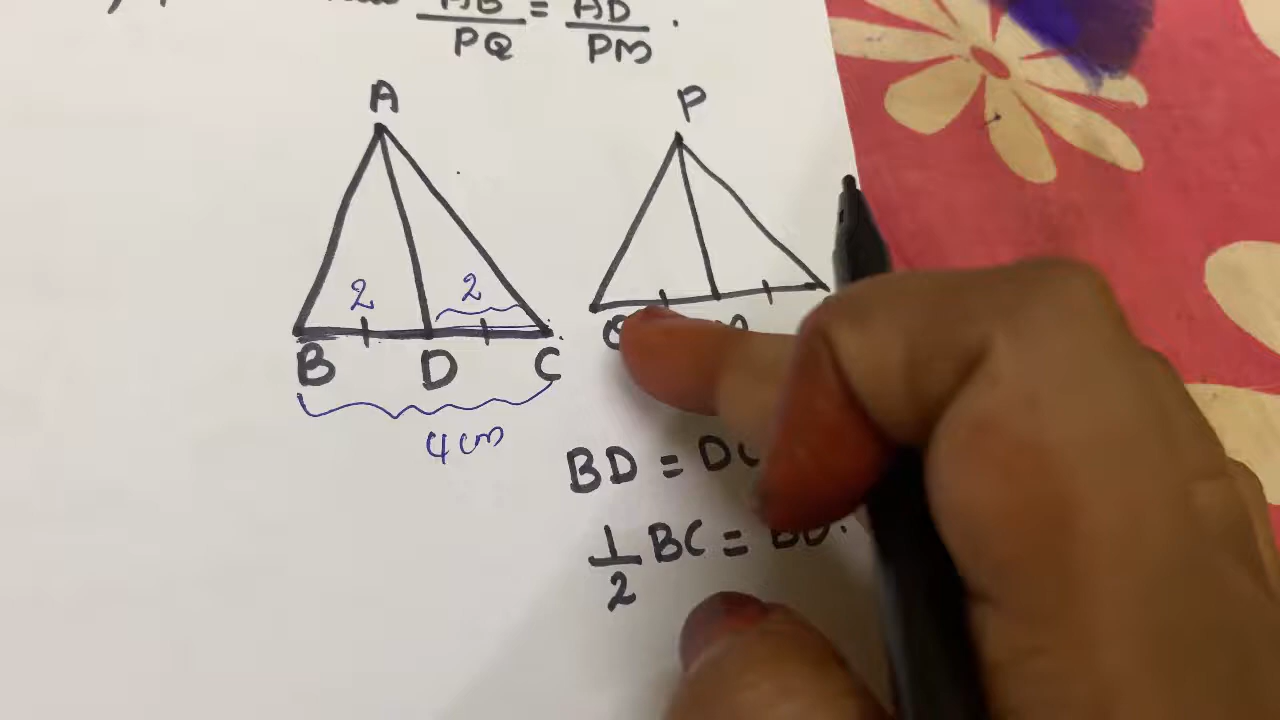 AB/PQ = AD/PM.
A
P
2
2
B D C
4 cm
BD = DC
1/2 BC = BD.